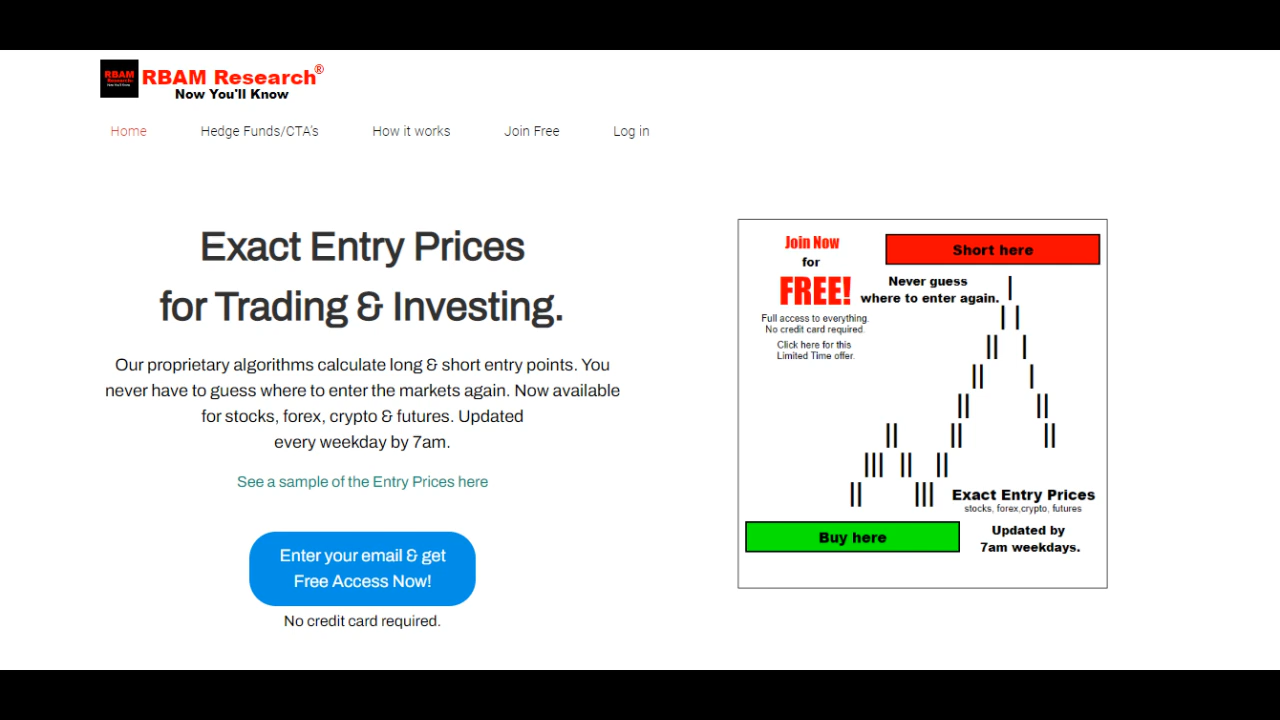 RBAM
Research
RBAM Research®
Now You'll Know
Home
Hedge Funds/CTA's
How it works
Join Free
Log in
Exact Entry Prices
for Trading & Investing.
Our proprietary algorithms calculate long & short entry points. You
never have to guess where to enter the markets again. Now available
for stocks, forex, crypto & futures. Updated
every weekday by 7am.
See a sample of the Entry Prices here
Enter your email & get
Free Access Now!
No credit card required.
Join Now
for
FREE!
Full access to everything.
No credit card required.
Click here for this
Limited Time offer.
Short here
Never guess
where to enter again.
Exact Entry Prices
stocks, forex,crypto, futures
Buy here
Updated by
7am weekdays.